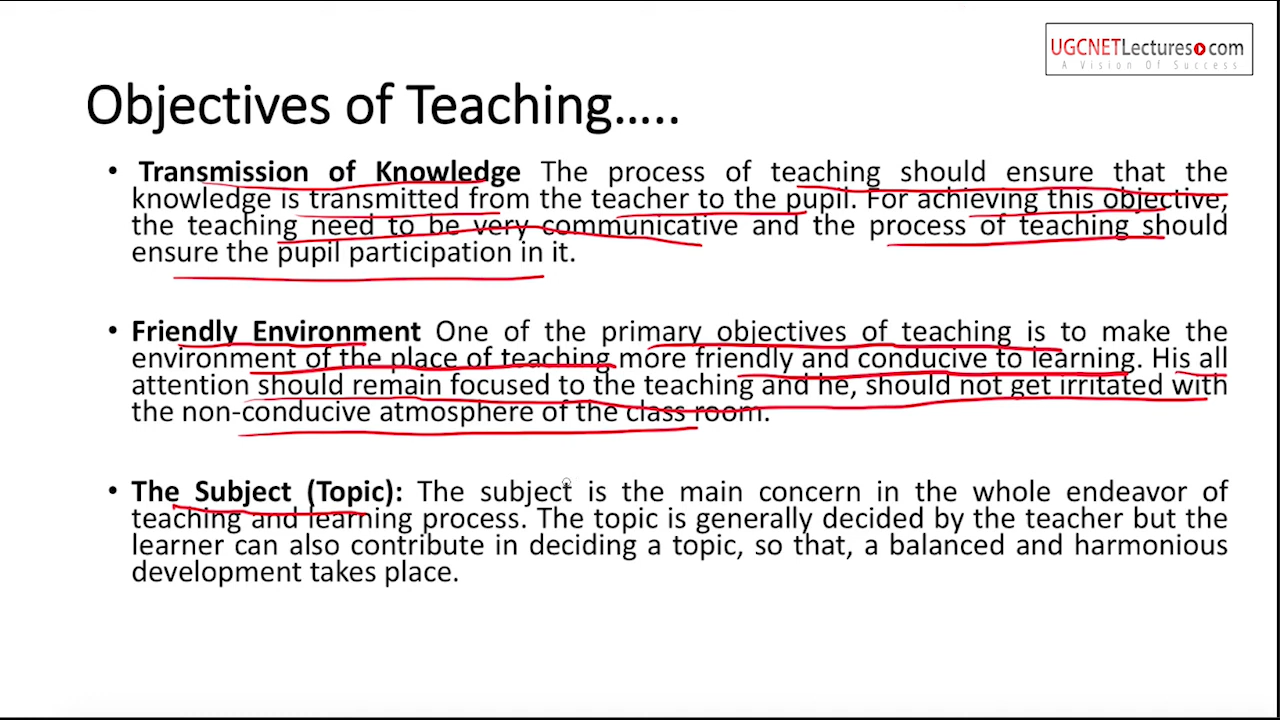 UGCNETLectures.com
A Vision Of Success
Objectives of Teaching…..
• Transmission of Knowledge The process of teaching should ensure that the
knowledge is transmitted from the teacher to the pupil. For achieving this objective,
the teaching need to be very communicative and the process of teaching should
ensure the pupil participation in it.
• Friendly Environment One of the primary objectives of teaching is to make the
environment of the place of teaching more friendly and conducive to learning. His all
attention should remain focused to the teaching and he, should not get irritated with
the non-conducive atmosphere of the class room.
• The Subject (Topic): The subject is the main concern in the whole endeavor of
teaching and learning process. The topic is generally decided by the teacher but the
learner can also contribute in deciding a topic, so that, a balanced and harmonious
development takes place.